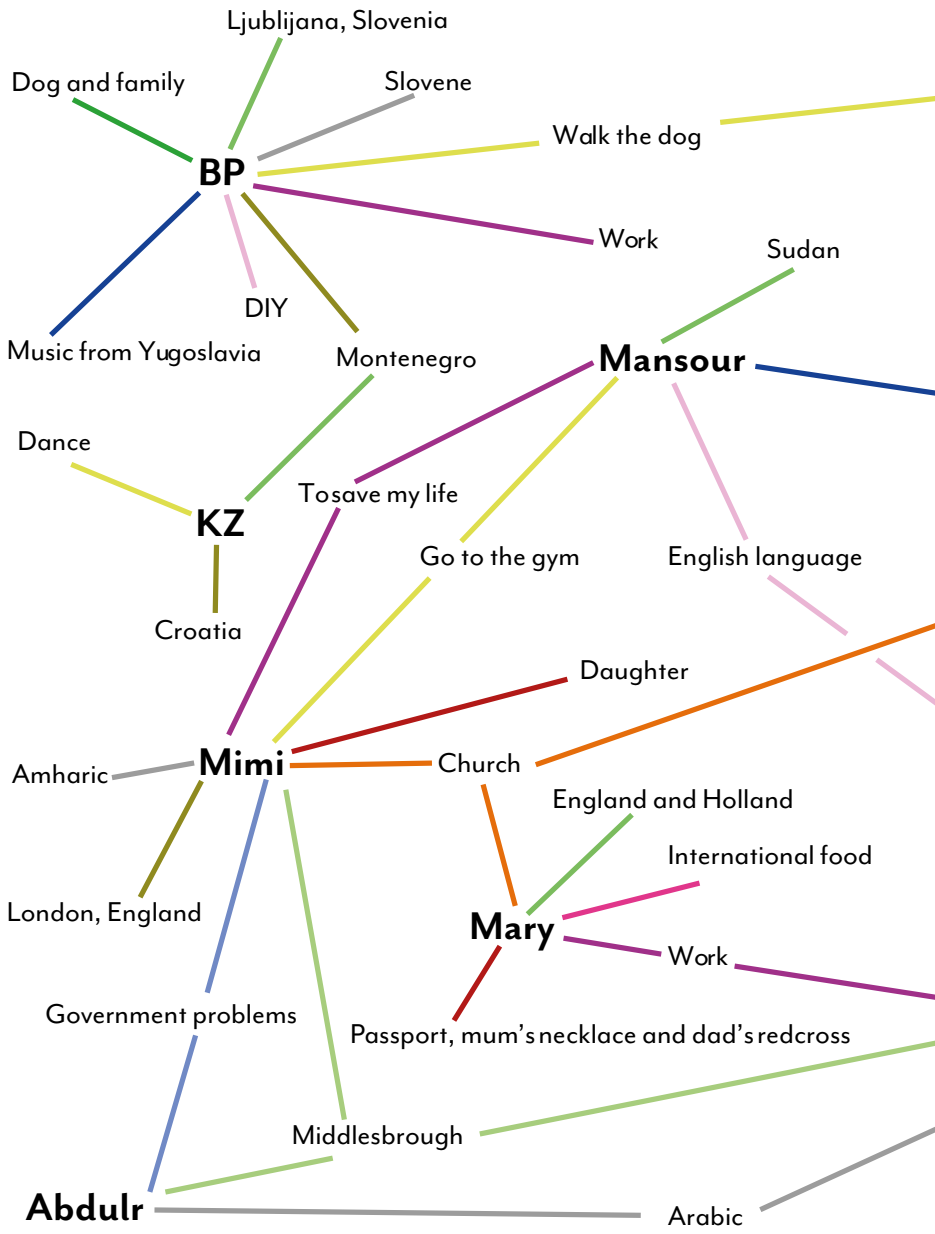 Ljublijana, Slovenia
Dog and family
Slovene
Walk the dog
BP
Work
Sudan
DIY
Music from Yugoslavia
Montenegro
Mansour
Dance
To save my life
KZ
Go to the gym
English language
Croatia
Daughter
Mimi
Church
Amharic
England and Holland
International food
London, England
Mary
Work
Government problems
Passport, mum's necklace and dad's redcross
Middlesbrough
Abdulr
Arabic